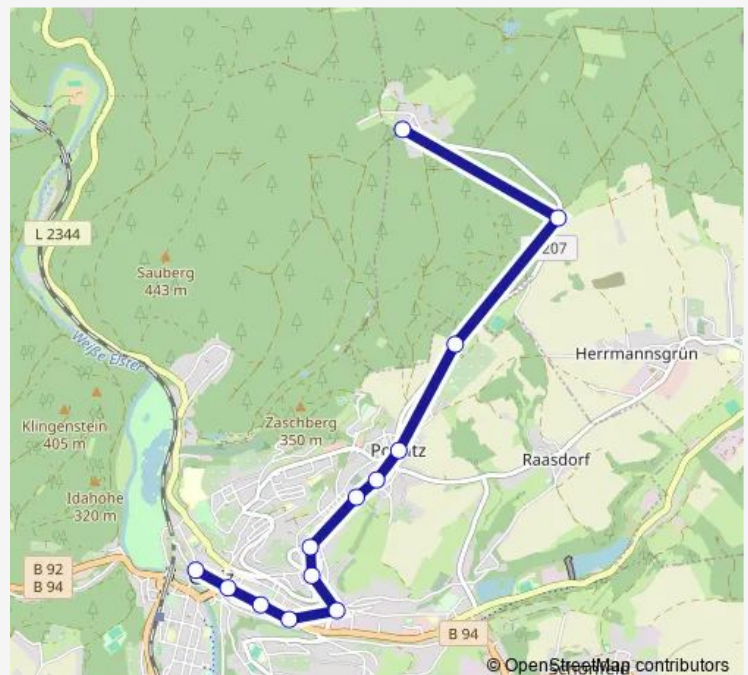 L 2344
207
Sauberg
443 m
Weiße Elster
Herrmannsgrün
Klingenstein
405 m
Zaschberg
350 m
Raasdorf
Idahöhe
320 m
B 92
B 94
B 94
© OpenStreetMap contributors